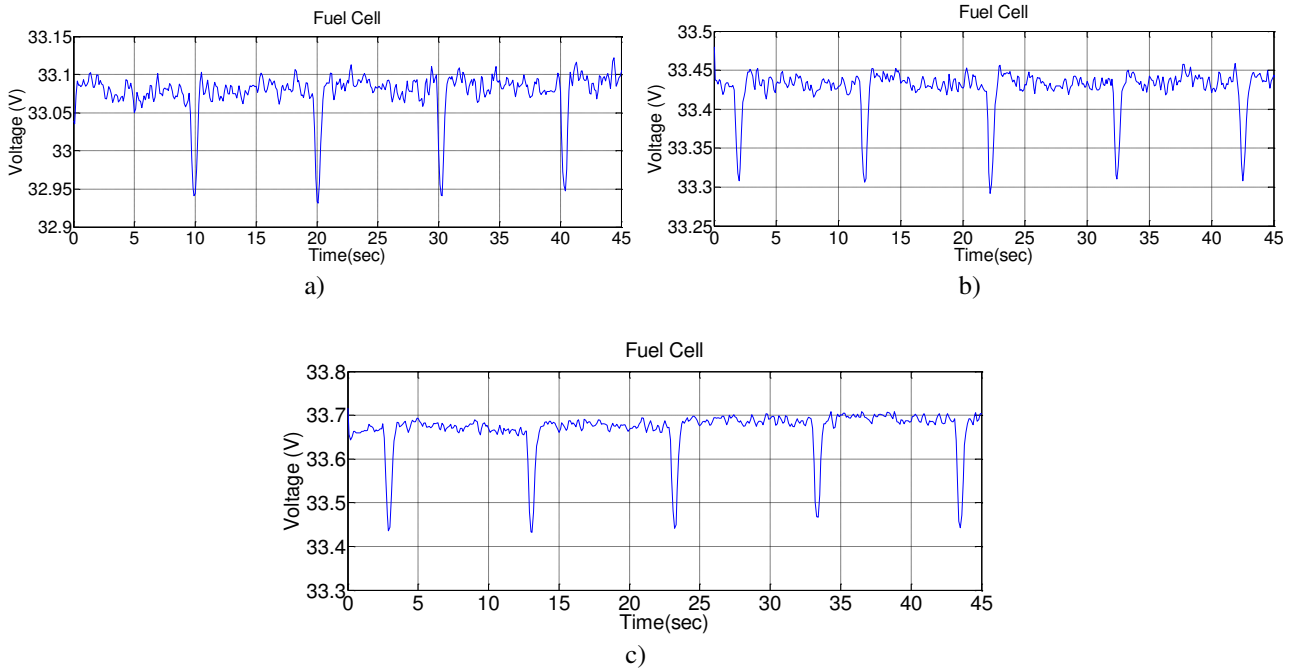 Fuel Cell
33.15
33.1
33.05
33
32.95
32.9
Voltage (V)
0 5 10 15 20 25 30 35 40 45
Time(sec)
a)
Fuel Cell
33.5
33.45
33.4
33.35
33.3
33.25
Voltage (V)
0 5 10 15 20 25 30 35 40 45
Time(sec)
b)
Fuel Cell
33.8
33.7
33.6
33.5
33.4
33.3
Voltage (V)
0 5 10 15 20 25 30 35 40 45
Time(sec)
c)